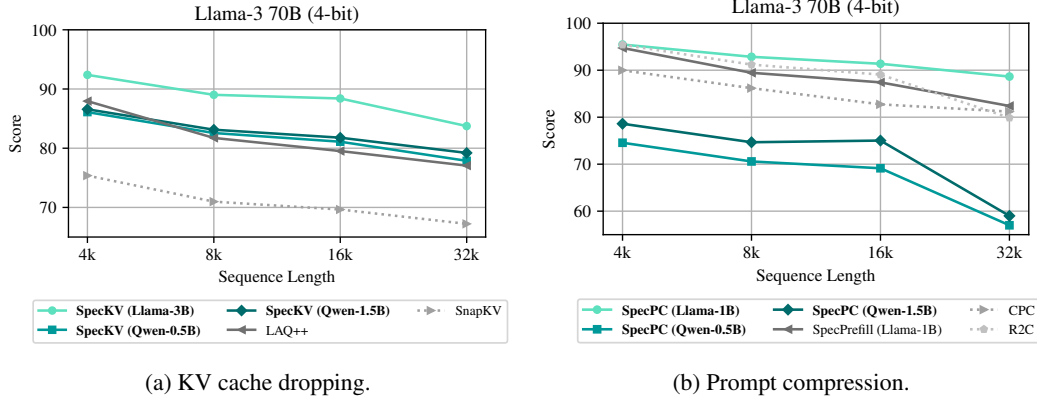 Llama-3 70B (4-bit)
100
90
80
70
Score
4k
8k
16k
32k
Sequence Length
SpecKV (Llama-3B)
SpecKV (Qwen-0.5B)
SpecKV (Qwen-1.5B)
LAQ++
SnapKV
(a) KV cache dropping.
Llama-3 70B (4-bit)
100
90
80
70
60
Score
4k
8k
16k
32k
Sequence Length
SpecPC (Llama-1B)
SpecPC (Qwen-0.5B)
SpecPC (Qwen-1.5B)
SpecPrefill (Llama-1B)
CPC
R2C
(b) Prompt compression.